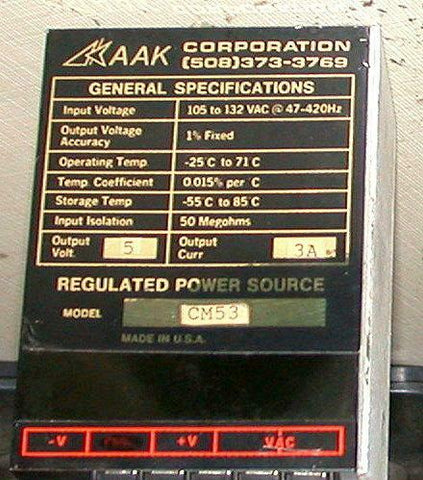 AAK CORPORATION
(508)373-3769
GENERAL SPECIFICATIONS
Input Voltage 105 to 132 VAC @ 47-420Hz
Output Voltage Accuracy 1% Fixed
Operating Temp -25°C to 71°C
Temp. Coefficient 0.015% per °C
Storage Temp -55°C to 85°C
Input Isolation 50 Megohms
Output Volt. 5 Output Curr 3A
REGULATED POWER SOURCE
MODEL CM53
MADE IN U.S.A.
-V +V VAC